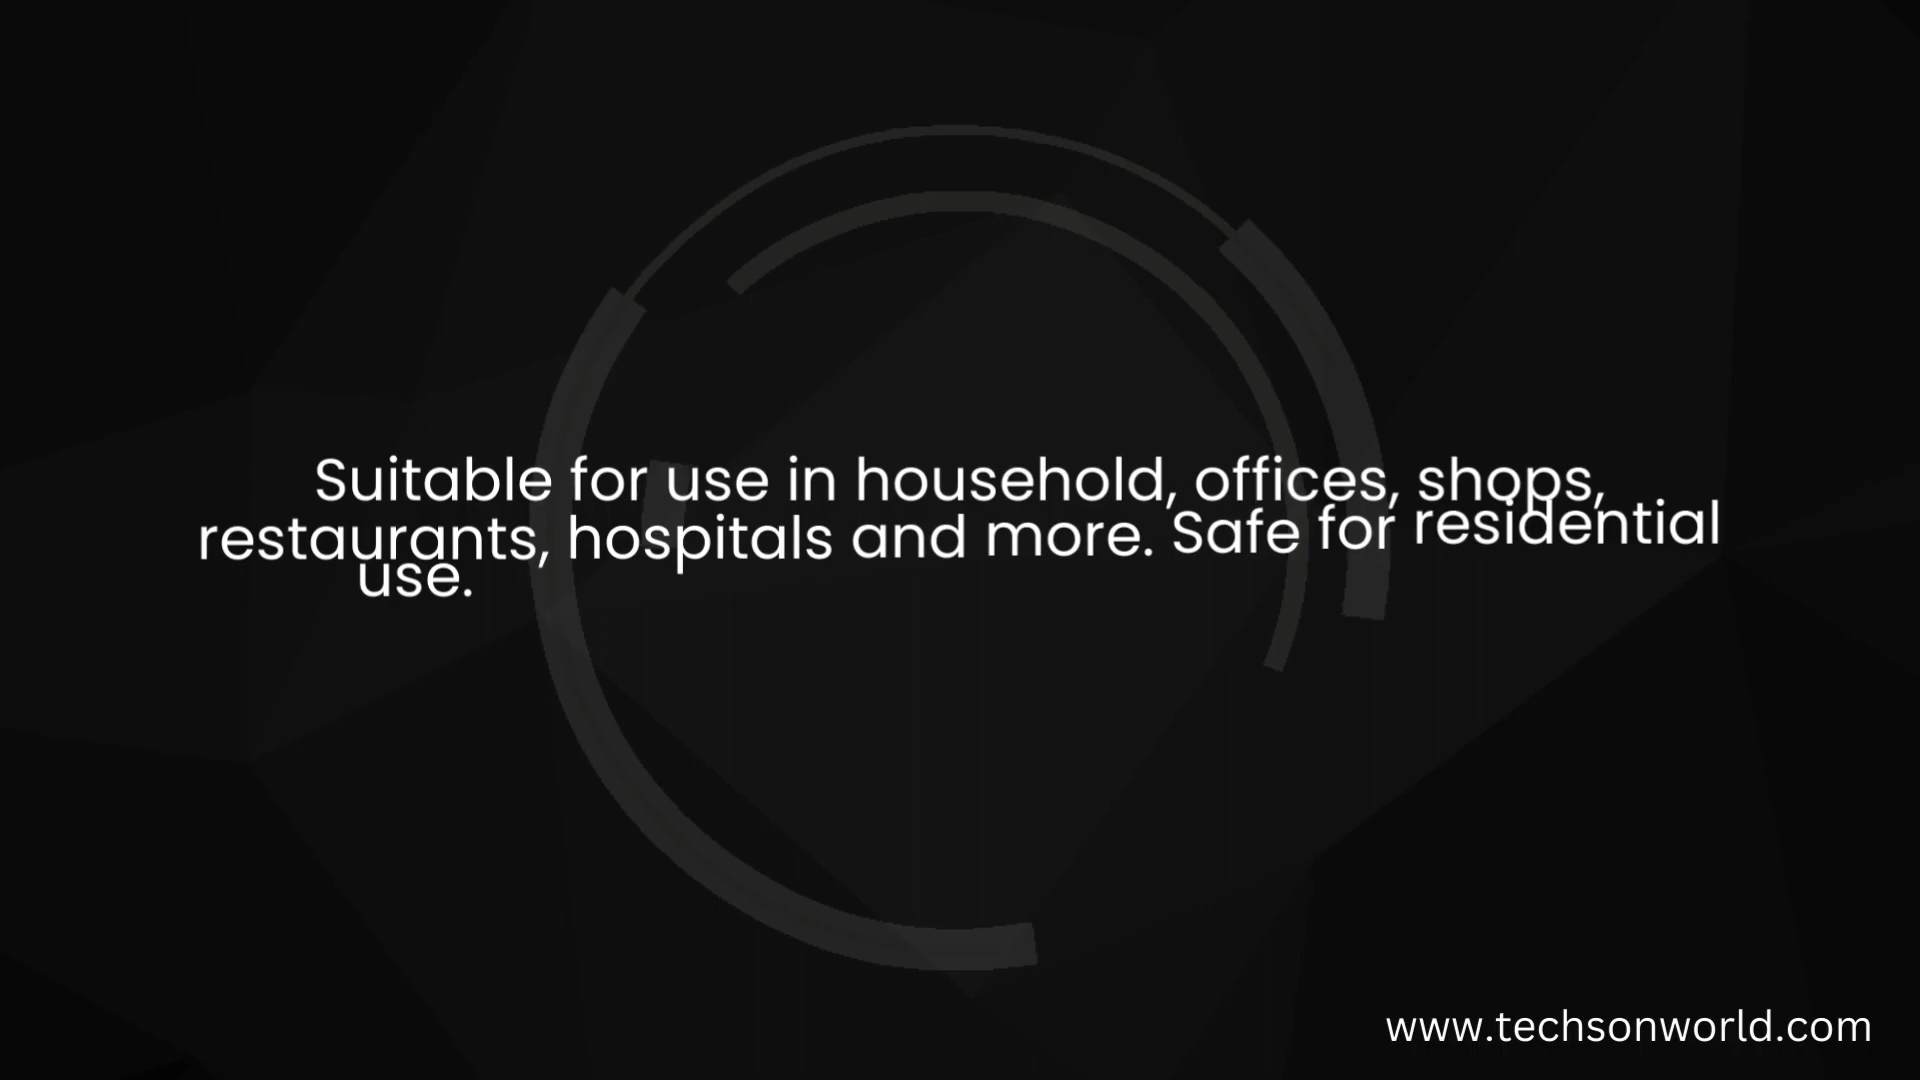 Suitable for use in household, offices, shops,
restaurants, hospitals and more. Safe for residential
use.
www.techsonworld.com